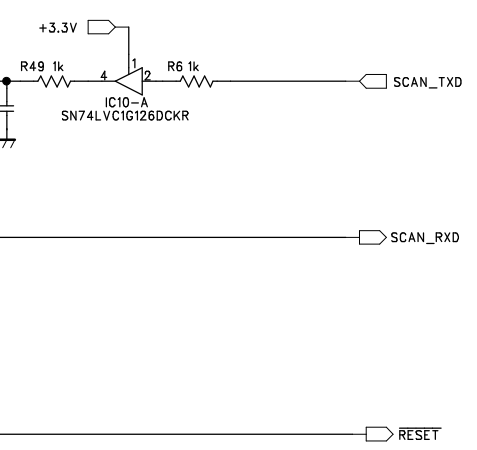 +3.3V
1
R49 1k
4
2
R6 1k
SCAN_TXD
IC10-A
SN74LVC1G126DCKR
SCAN_RXD
RESET